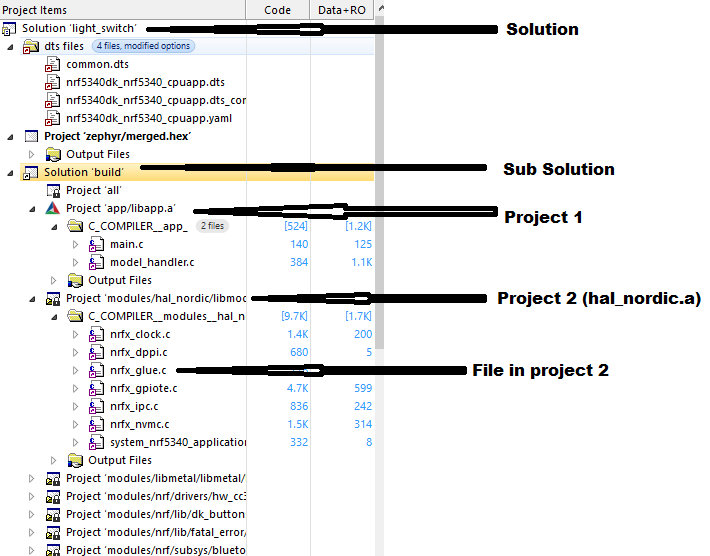 Project Items Code Data+RO
Solution 'light_switch' Solution
dts files 4 files, modified options
common.dts
nrf5340dk_nrf5340_cpuapp.dts
nrf5340dk_nrf5340_cpuapp.dts_cor
nrf5340dk_nrf5340_cpuapp.yaml
Project 'zephyr/merged.hex'
Output Files
Solution 'build' Sub Solution
Project 'all'
Project 'app/libapp.a' Project 1
C_COMPILER__app_ 2 files [524] [1.2K]
main.c 140 125
model_handler.c 384 1.1K
Output Files
Project 'modules/hal_nordic/libmod Project 2 (hal_nordic.a)
C_COMPILER__modules__hal_n [9.7K] [1.7K]
nrfx_clock.c 1.4K 200
nrfx_dppi.c 680 5
nrfx_glue.c File in project 2
nrfx_gpiote.c 4.7K 599
nrfx_ipc.c 836 242
nrfx_nvmc.c 1.5K 314
system_nrf5340_application 332 8
Output Files
Project 'modules/libmetal/libmetal/
Project 'modules/nrf/drivers/hw_cc3
Project 'modules/nrf/lib/dk_button
Project 'modules/nrf/lib/fatal_error/
Project 'modules/nrf/subsys/blueto